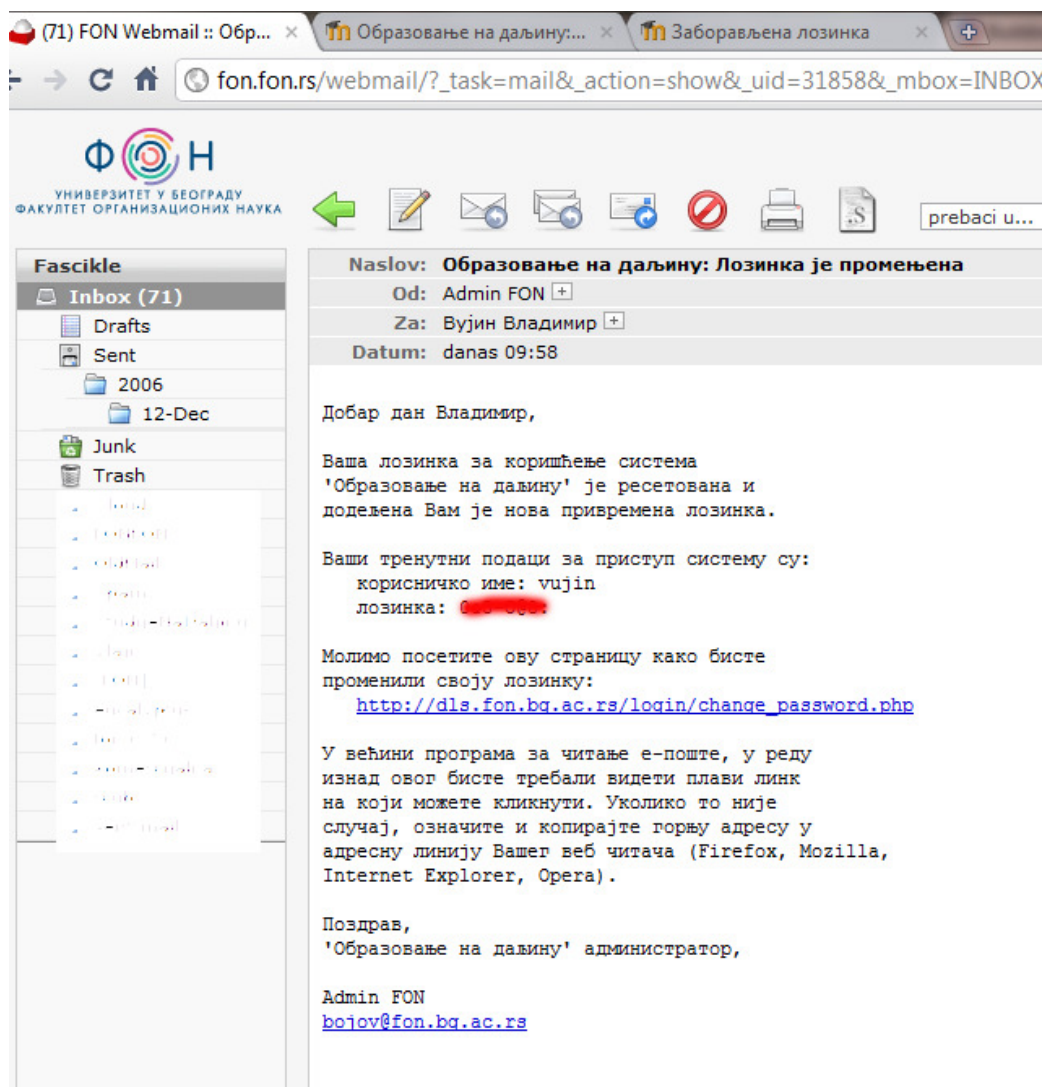 (71) FON Webmail :: Обр...
Образовање на даљину:...
Заборављена лозинка
fon.fon.rs/webmail/?_task=mail&_action=show&_uid=31858&_mbox=INBOX
ФОН
УНИВЕРЗИТЕТ У БЕОГРАДУ
ФАКУЛТЕТ ОРГАНИЗАЦИОНИХ НАУКА
prebaci u...
Fascikle
Inbox (71)
Drafts
Sent
2006
12-Dec
Junk
Trash
Naslov: Образовање на даљину: Лозинка је промењена
Od: Admin FON
Za: Вујин Владимир
Datum: danas 09:58
Добар дан Владимир,
Ваша лозинка за коришћење система
'Образовање на даљину' је ресетована и
додељена Вам је нова привремена лозинка.
Ваши тренутни подаци за приступ систему су:
корисничко име: vujin
лозинка:
Молимо посетите ову страницу како бисте
променили своју лозинку:
http://dls.fon.bg.ac.rs/login/change_password.php
У већини програма за читање е-поште, у реду
изнад овог бисте требали видети плави линк
на који можете кликнути. Уколико то није
случај, означите и копирајте горњу адресу у
адресну линију Вашег веб читача (Firefox, Mozilla,
Internet Explorer, Opera).
Поздрав,
'Образовање на даљину' администратор,
Admin FON
bojov@fon.bg.ac.rs